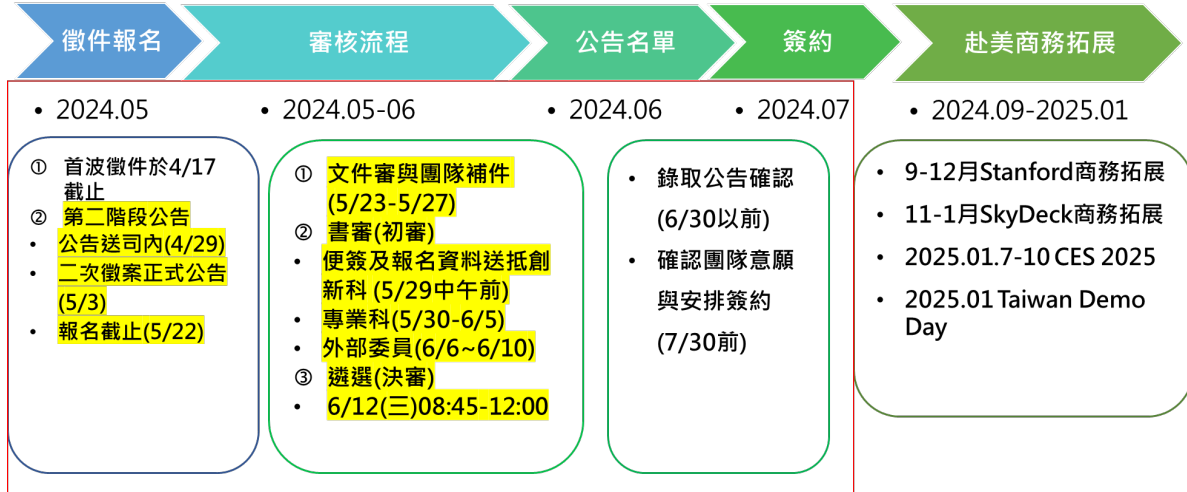 徵件報名
審核流程
公告名單
簽約
赴美商務拓展
• 2024.05
• 2024.05-06
• 2024.06
• 2024.07
• 2024.09-2025.01
① 首波徵件於4/17
截止
② 第二階段公告
• 公告送司內(4/29)
• 二次徵案正式公告
(5/3)
• 報名截止(5/22)
① 文件審與團隊補件
(5/23-5/27)
② 書審(初審)
• 便簽及報名資料送抵創
新科 (5/29中午前)
• 專業科(5/30-6/5)
• 外部委員(6/6~6/10)
③ 遴選(決審)
• 6/12(三)08:45-12:00
• 錄取公告確認
(6/30以前)
• 確認團隊意願
與安排簽約
(7/30前)
• 9-12月Stanford商務拓展
• 11-1月SkyDeck商務拓展
• 2025.01.7-10 CES 2025
• 2025.01 Taiwan Demo
Day